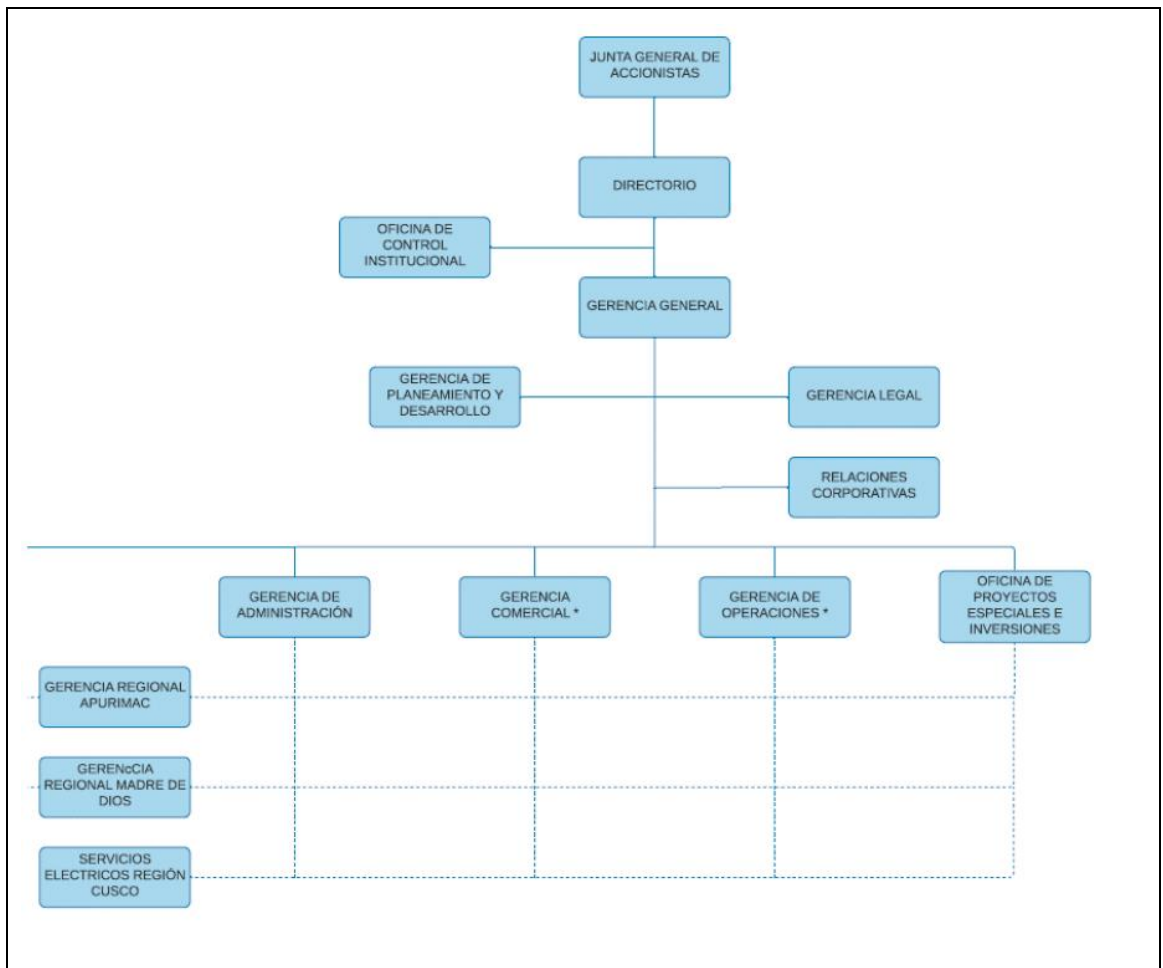 JUNTA GENERAL DE
ACCIONISTAS
DIRECTORIO
OFICINA DE
CONTROL
INSTITUCIONAL
GERENCIA GENERAL
GERENCIA DE
PLANEAMIENTO Y
DESARROLLO
GERENCIA LEGAL
RELACIONES
CORPORATIVAS
GERENCIA DE
ADMINISTRACIÓN
GERENCIA
COMERCIAL *
GERENCIA DE
OPERACIONES *
OFICINA DE
PROYECTOS
ESPECIALES E
INVERSIONES
GERENCIA REGIONAL
APURIMAC
GERENcCIA
REGIONAL MADRE DE
DIOS
SERVICIOS
ELECTRICOS REGIÓN
CUSCO